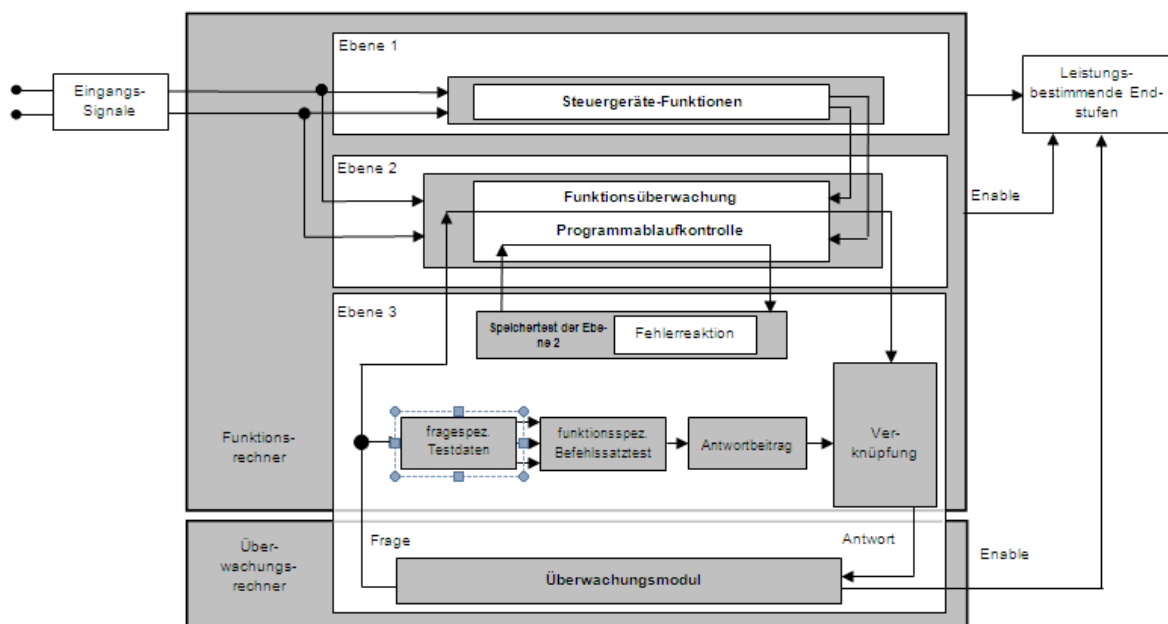 Ebene 1
Eingangs-
Signale
Steuergeräte-Funktionen
Leistungs-
bestimmende End-
stufen
Ebene 2
Funktionsüberwachung
Programmablaufkontrolle
Enable
Ebene 3
Speichertest der Ebe-
ne 2
Fehlerreaktion
Funktions-
rechner
fragespez.
Testdaten
funktionsspez.
Befehlssatztest
Antwortbeitrag
Ver-
knüpfung
Über-
wachungs-
rechner
Frage
Antwort
Enable
Überwachungsmodul